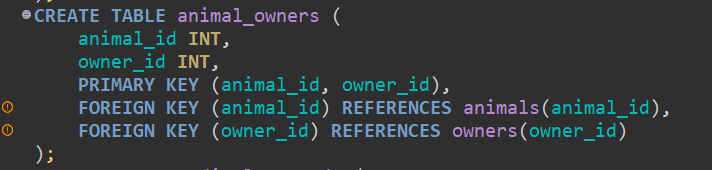 CREATE TABLE animal_owners (
animal_id INT,
owner_id INT,
PRIMARY KEY (animal_id, owner_id),
FOREIGN KEY (animal_id) REFERENCES animals(animal_id),
FOREIGN KEY (owner_id) REFERENCES owners(owner_id)
);